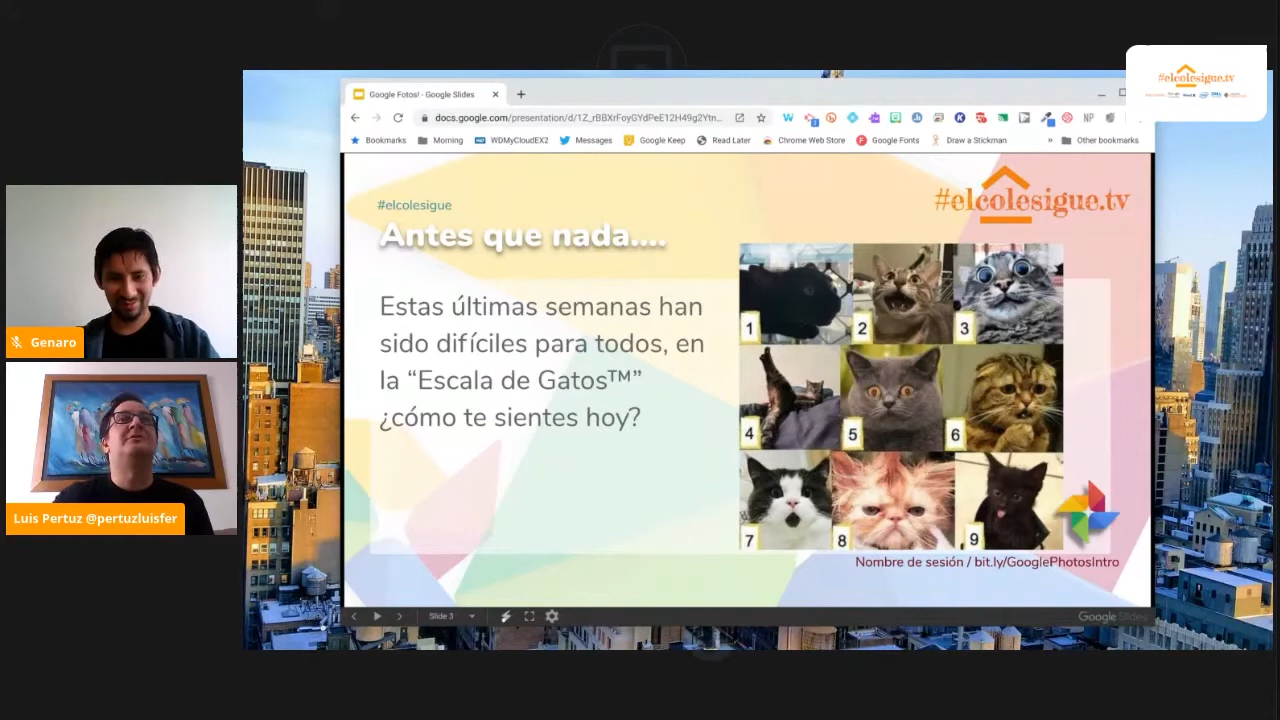 #elcolesigue.tv
Google Fotos! - Google Slides
docs.google.com/presentation/d/1Z_rBBXrFoyGYdPeE12H49g2Ytn...
NP
Bookmarks
Morning
WDMyCloudEX2
Messages
Google Keep
Read Later
Chrome Web Store
Google Fonts
Draw a Stickman
»
Other bookmarks
#elcolesigue.tv
#elcolesigue
Antes que nada....
Estas últimas semanas han
sido difíciles para todos, en
la “Escala de Gatos™”
¿cómo te sientes hoy?
1
2
3
4
5
6
7
8
9
Nombre de sesión / bit.ly/GooglePhotosIntro
Slide 3
Google Slides
Genaro
Luis Pertuz @pertuzluisfer